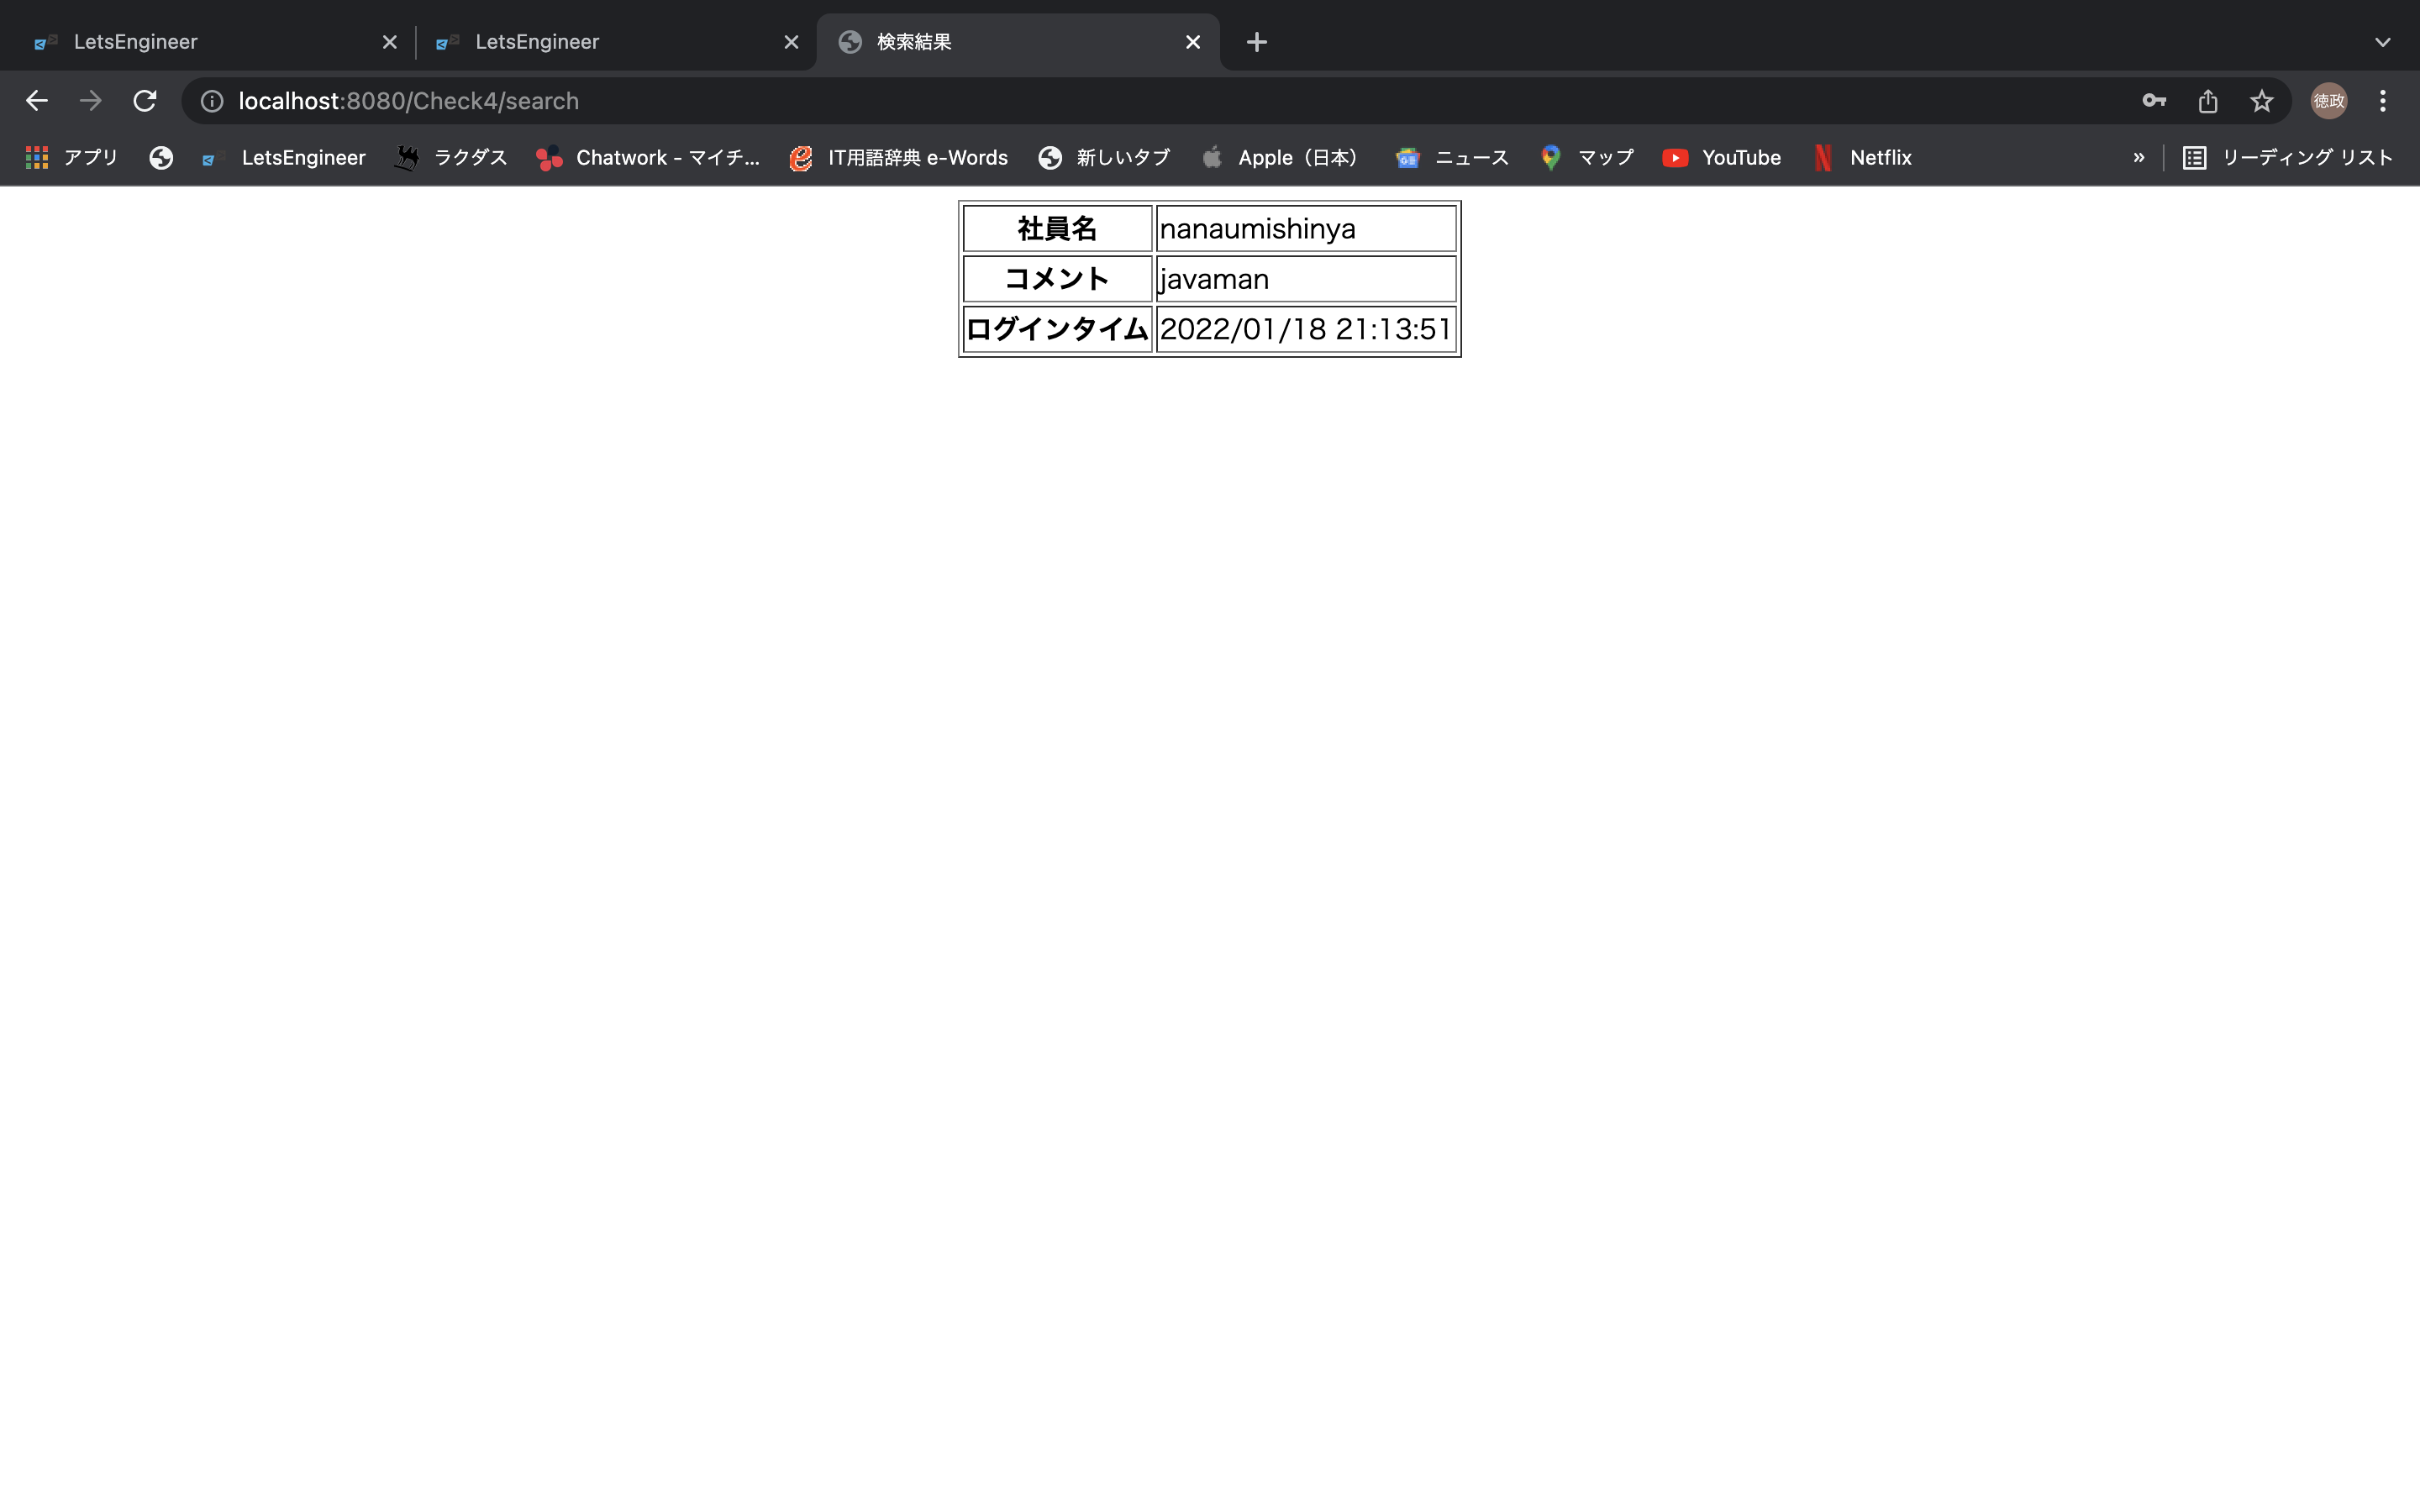 LetsEngineer
LetsEngineer
検索結果
localhost:8080/Check4/search
徳政
アプリ
LetsEngineer
ラクダス
Chatwork - マイチ...
IT用語辞典 e-Words
新しいタブ
Apple（日本）
ニュース
マップ
YouTube
Netflix
»
リーディング リスト
社員名 nanaumishinya
コメント javaman
ログインタイム 2022/01/18 21:13:51